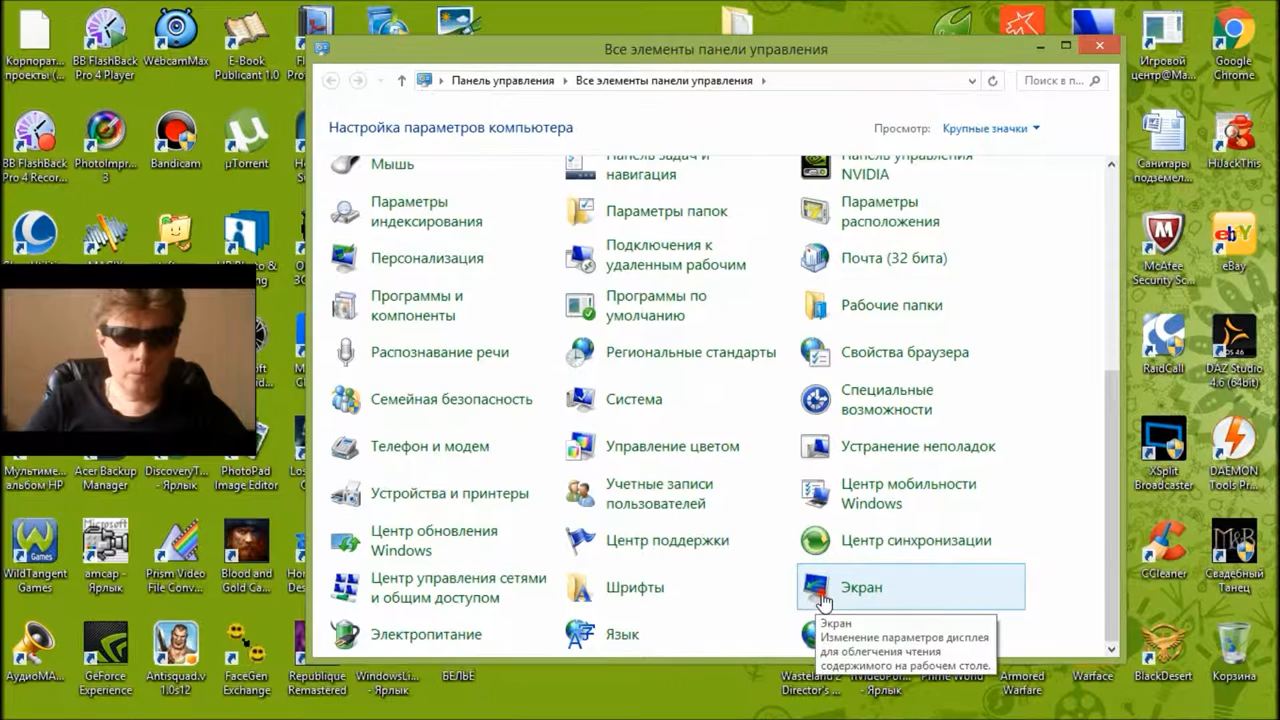 Все элементы панели управления
Панель управления
Все элементы панели управления
Поиск в п...
Настройка параметров компьютера
Просмотр:
Крупные значки
Мышь
Панель задач и
навигация
Панель управления
NVIDIA
Параметры
индексирования
Параметры папок
Параметры
расположения
Персонализация
Подключения к
удаленным рабочим
Почта (32 бита)
Программы и
компоненты
Программы по
умолчанию
Рабочие папки
Распознавание речи
Региональные стандарты
Свойства браузера
Семейная безопасность
Система
Специальные
возможности
Телефон и модем
Управление цветом
Устранение неполадок
Устройства и принтеры
Учетные записи
пользователей
Центр мобильности
Windows
Центр обновления
Windows
Центр поддержки
Центр синхронизации
Центр управления сетями
и общим доступом
Шрифты
Экран
Электропитание
Язык
Экран
Изменение параметров дисплея
для облегчения чтения
содержимого на рабочем столе.
Корпорат...
проекты (...
BB FlashBack
Pro 4 Player
WebcamMax
E-Book
Publicant 1.0
BB FlashBack
Pro 4 Recor...
PhotoImpr...
3
Bandicam
µTorrent
Мультиме...
альбом HP
Acer Backup
Manager
DiscoveryT...
- Ярлык
PhotoPad
Image Editor
WildTangent
Games
amcap -
Ярлык
Prism Video
File Conv...
Blood and
Gold Ca...
АудиоМА...
GeForce
Experience
Antisquad.v
1.0s12
FaceGen
Exchange
Republique
Remastered
WindowsLi...
- Ярлык
БЕЛЬЕ
Игровой
центр@Ma...
Google
Chrome
Санитары
подземел...
HiJackThis
McAfee
Security Sc...
eBay
RaidCall
DAZ Studio
4.6 (64bit)
XSplit
Broadcaster
DAEMON
Tools Pr...
CCleaner
Свадебный
Танец
Wasteland 2
Director's ...
- Ярлык
Prime World
Armored
Warfare
Warface
BlackDesert
Корзина